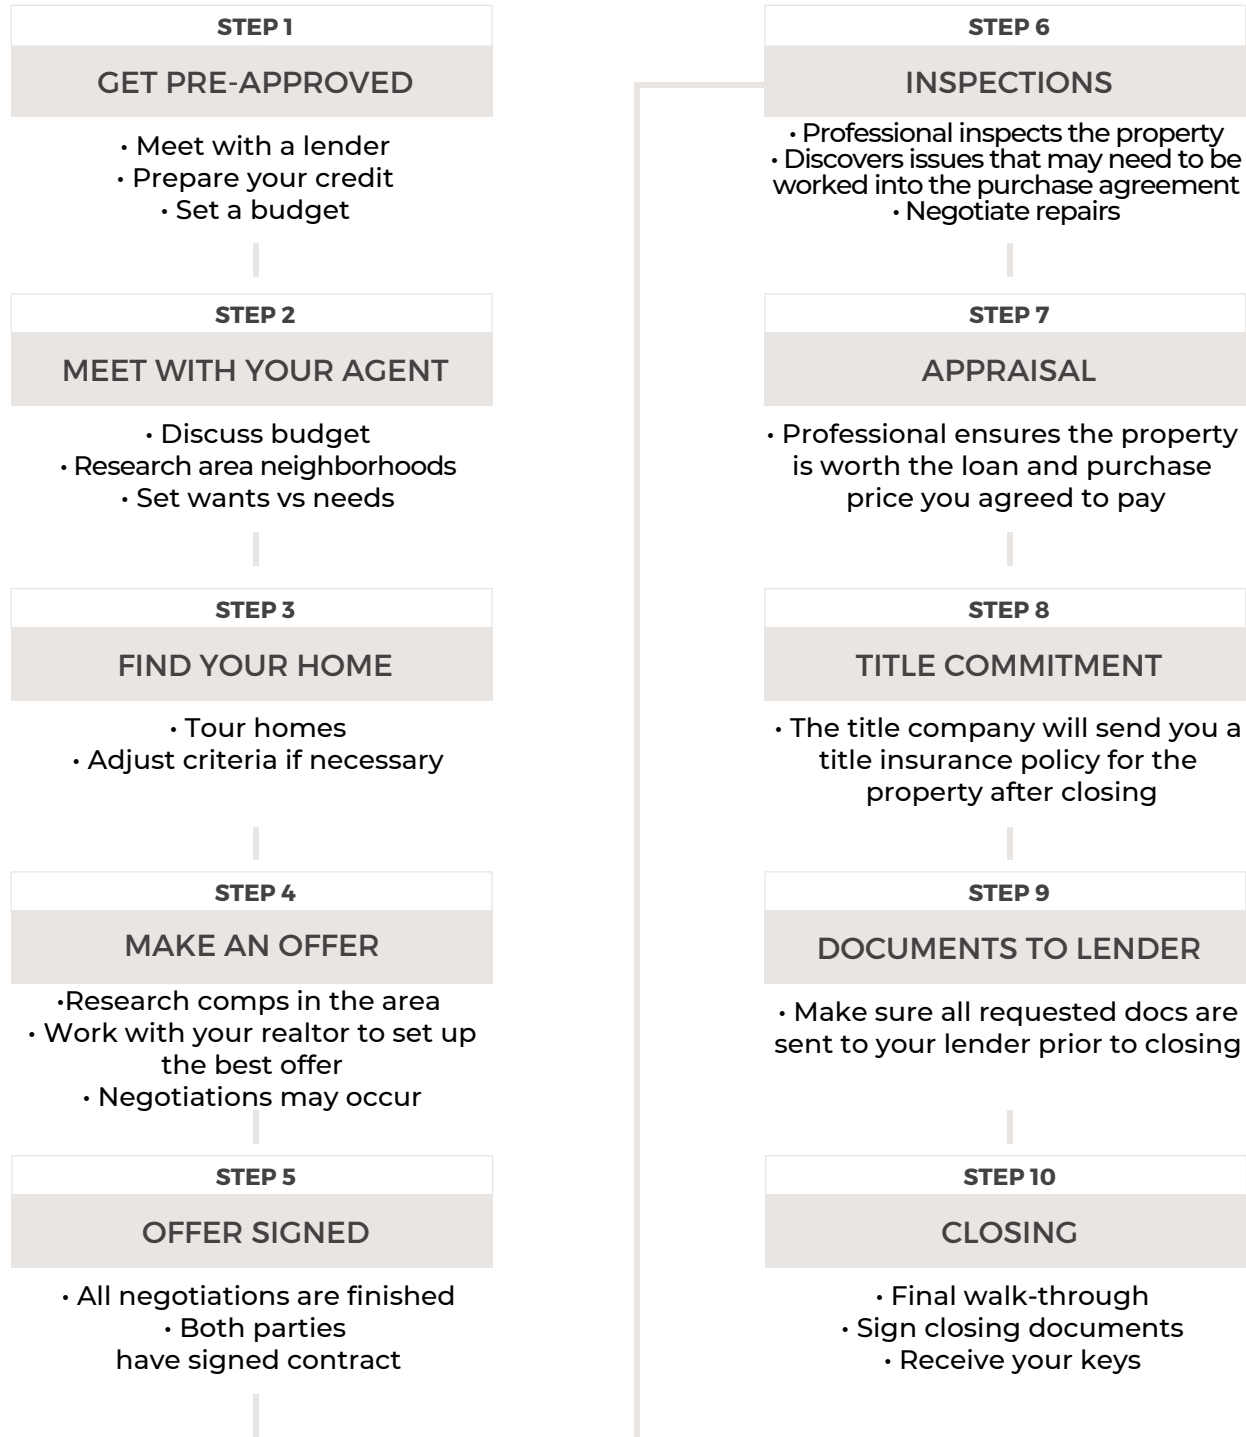 STEP 1
GET PRE-APPROVED
• Meet with a lender
• Prepare your credit
• Set a budget
STEP 2
MEET WITH YOUR AGENT
• Discuss budget
• Research area neighborhoods
• Set wants vs needs
STEP 3
FIND YOUR HOME
• Tour homes
• Adjust criteria if necessary
STEP 4
MAKE AN OFFER
•Research comps in the area
• Work with your realtor to set up
the best offer
• Negotiations may occur
STEP 5
OFFER SIGNED
• All negotiations are finished
• Both parties
have signed contract
STEP 6
INSPECTIONS
• Professional inspects the property
• Discovers issues that may need to be
worked into the purchase agreement
• Negotiate repairs
STEP 7
APPRAISAL
• Professional ensures the property
is worth the loan and purchase
price you agreed to pay
STEP 8
TITLE COMMITMENT
• The title company will send you a
title insurance policy for the
property after closing
STEP 9
DOCUMENTS TO LENDER
• Make sure all requested docs are
sent to your lender prior to closing
STEP 10
CLOSING
• Final walk-through
• Sign closing documents
• Receive your keys